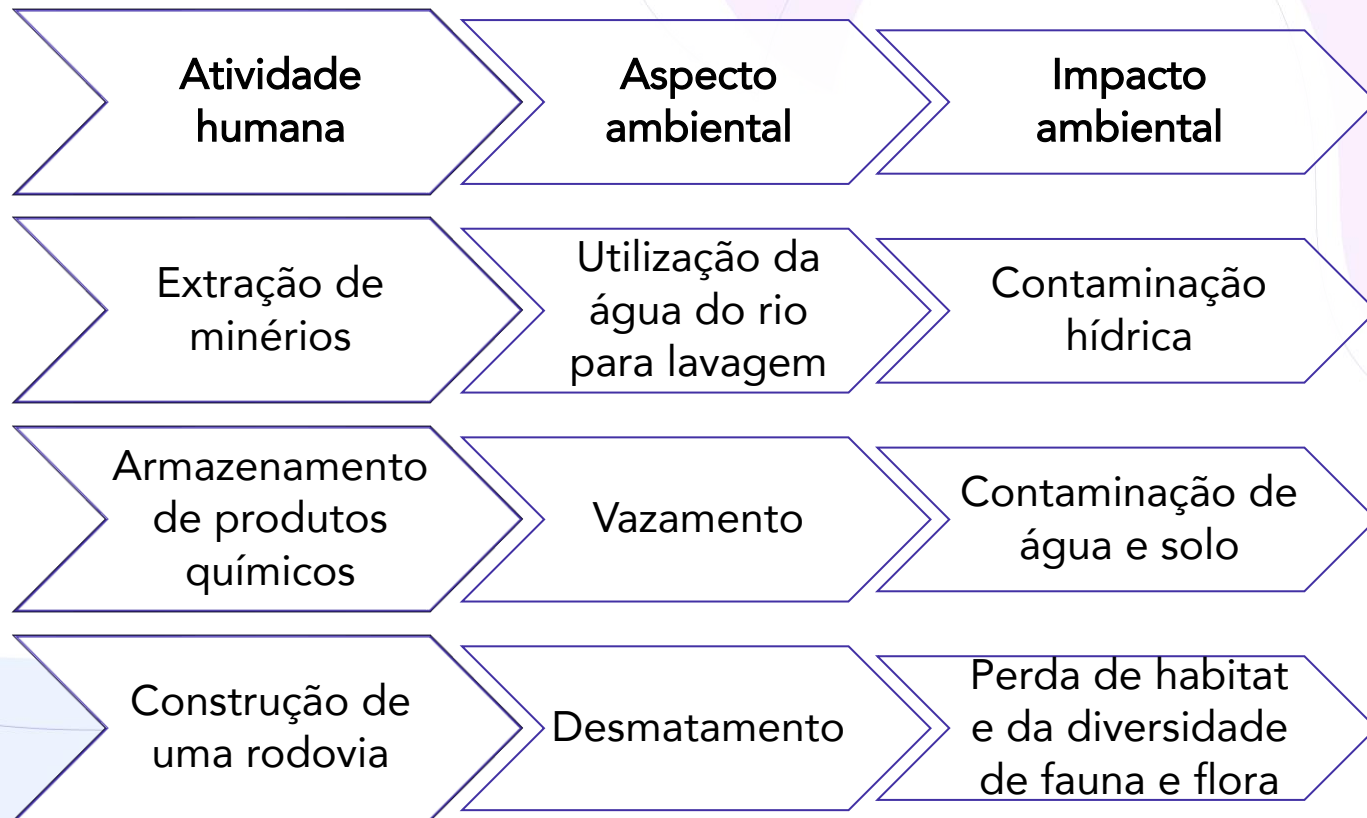 Atividade
humana
Aspecto
ambiental
Impacto
ambiental
Extração de
minérios
Utilização da
água do rio
para lavagem
Contaminação
hídrica
Armazenamento
de produtos
químicos
Vazamento
Contaminação de
água e solo
Construção de
uma rodovia
Desmatamento
Perda de habitat
e da diversidade
de fauna e flora